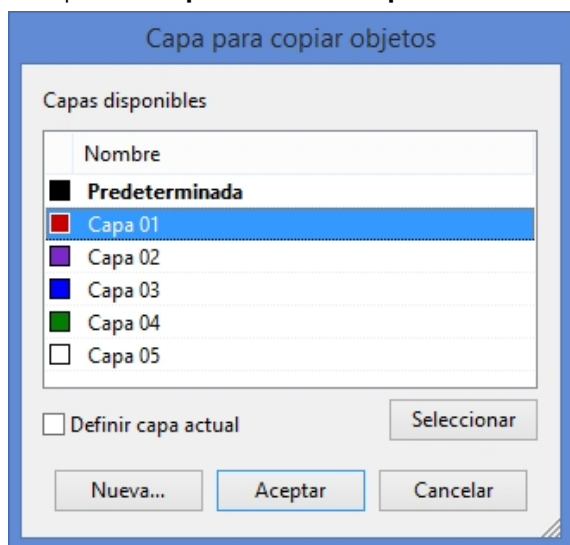 Capa para copiar objetos
Capas disponibles
Nombre
Predeterminada
Capa 01
Capa 02
Capa 03
Capa 04
Capa 05
Definir capa actual
Seleccionar
Nueva...
Aceptar
Cancelar